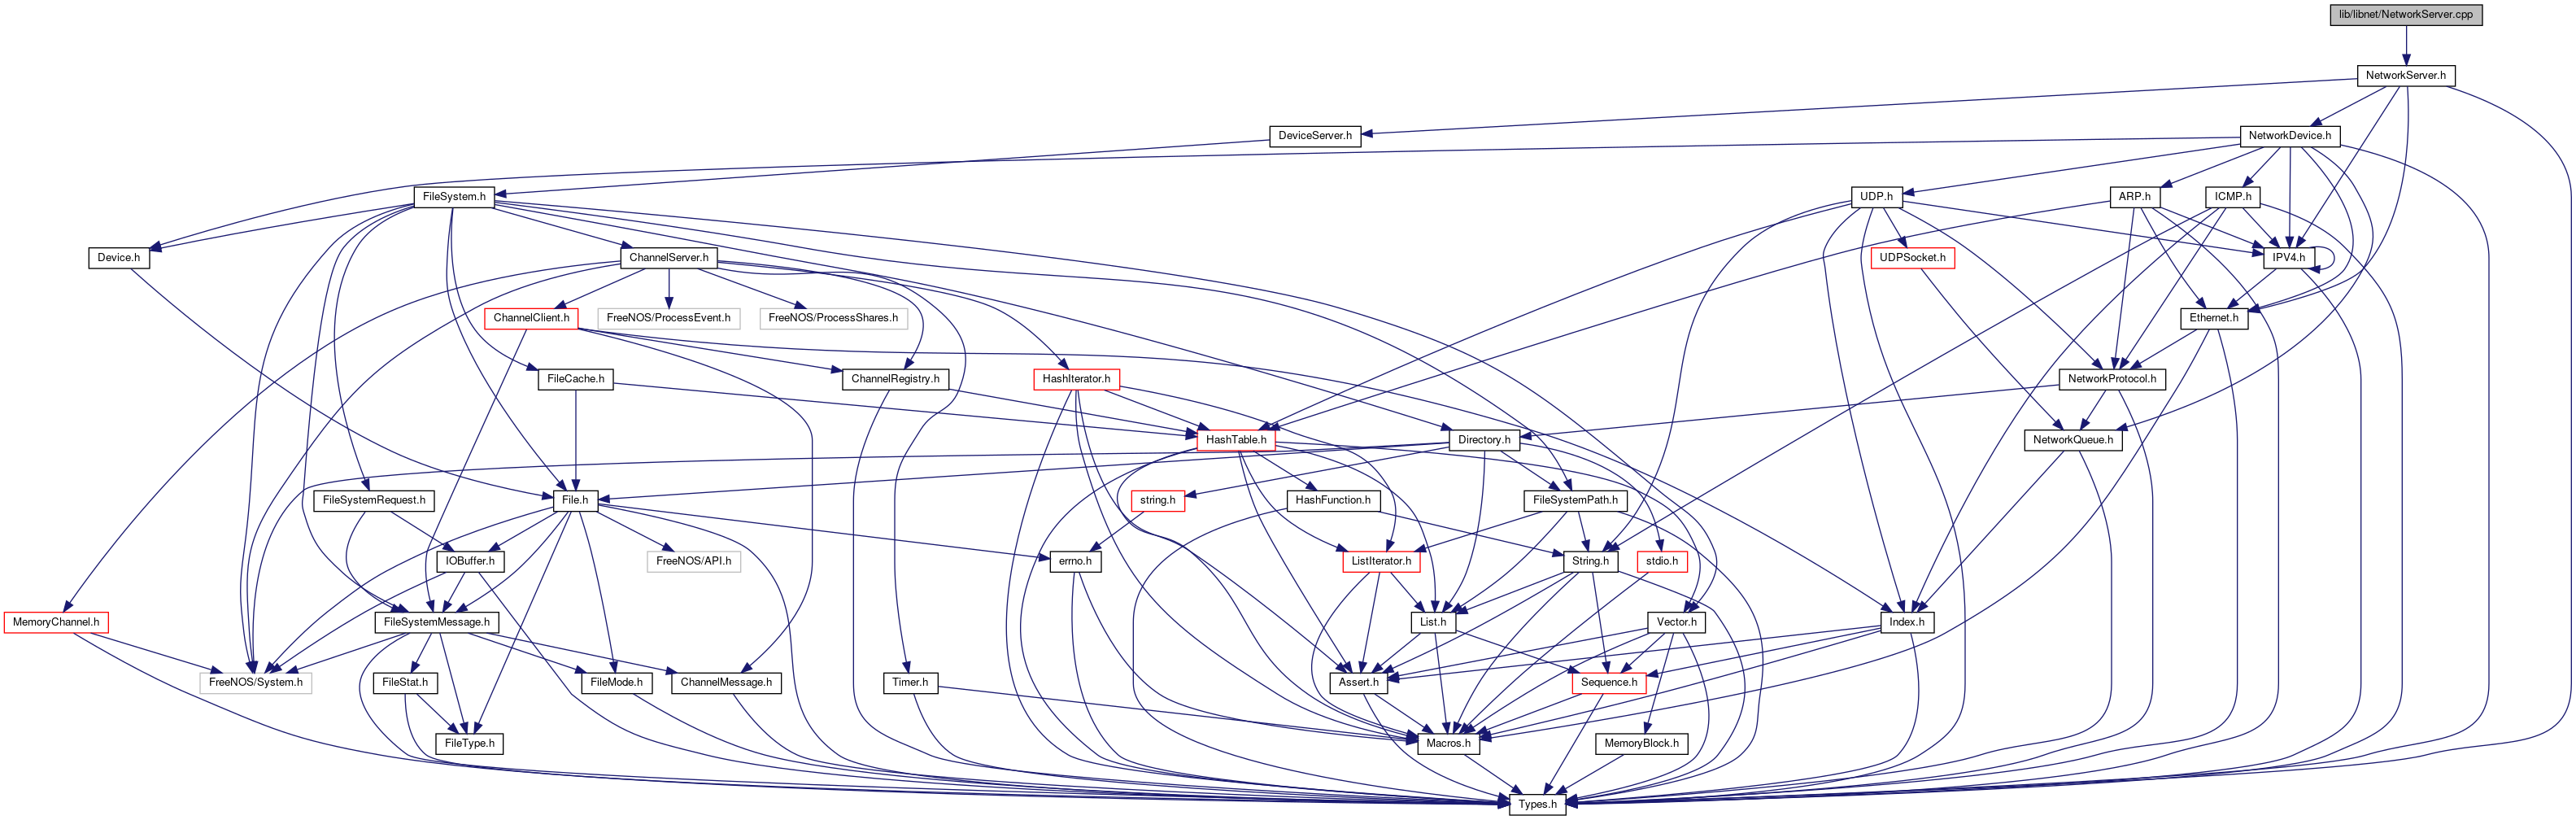 lib/libnet/NetworkServer.cpp
NetworkServer.h
DeviceServer.h
NetworkDevice.h
FileSystem.h
UDP.h
ARP.h
ICMP.h
Device.h
ChannelServer.h
UDPSocket.h
IPV4.h
ChannelClient.h
FreeNOS/ProcessEvent.h
FreeNOS/ProcessShares.h
Ethernet.h
FileCache.h
ChannelRegistry.h
HashIterator.h
NetworkProtocol.h
HashTable.h
Directory.h
NetworkQueue.h
FileSystemRequest.h
File.h
string.h
HashFunction.h
FileSystemPath.h
IOBuffer.h
FreeNOS/API.h
errno.h
ListIterator.h
String.h
stdio.h
MemoryChannel.h
FileSystemMessage.h
List.h
Vector.h
Index.h
FreeNOS/System.h
FileStat.h
FileMode.h
ChannelMessage.h
Timer.h
Assert.h
Sequence.h
FileType.h
Macros.h
MemoryBlock.h
Types.h